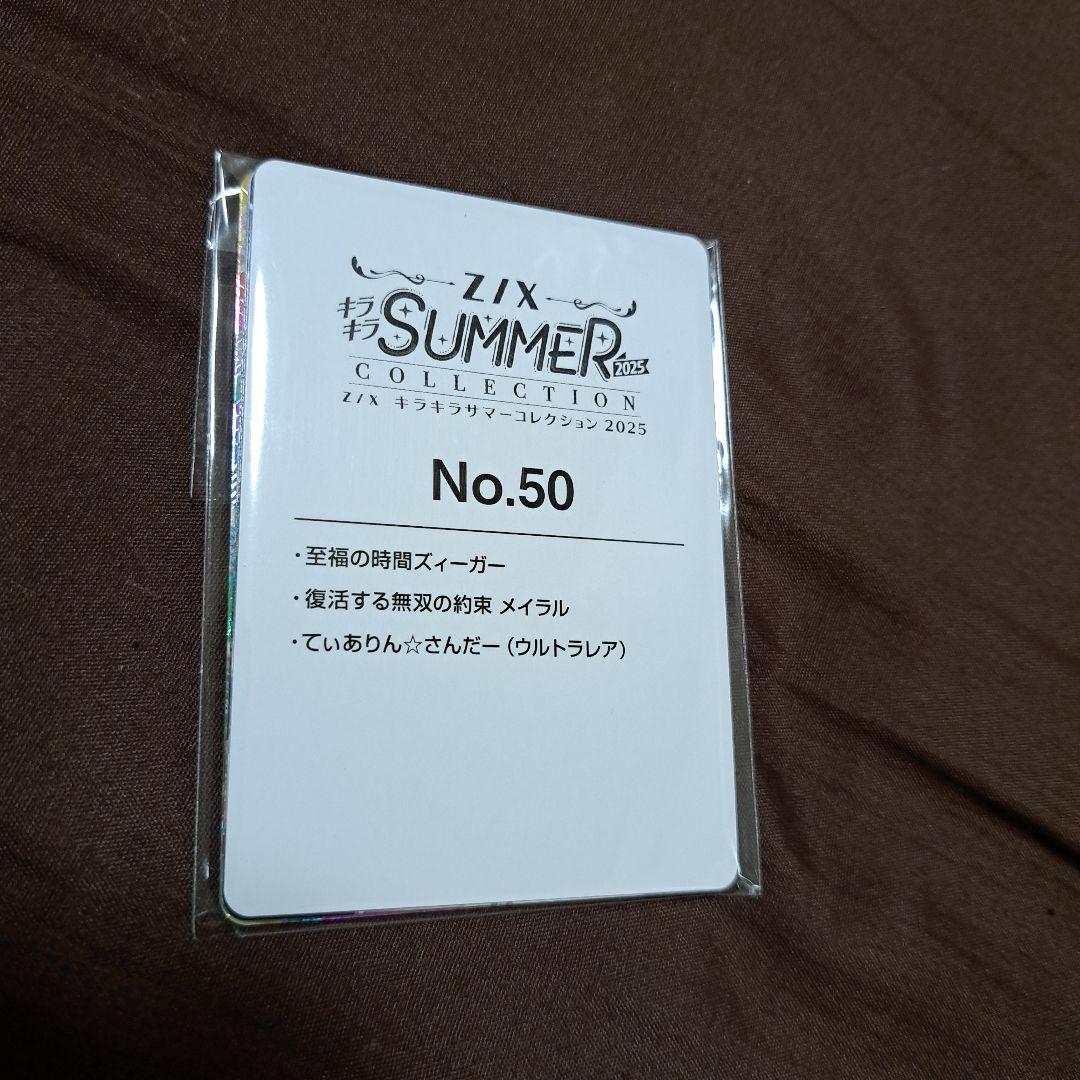 Z/X
キラキラ SUMMER 2025
COLLECTION
Z/X キラキラサマーコレクション 2025
No.50
・至福の時間ズィーガー
・復活する無双の約束 メイラル
・てぃありん☆さんだー（ウルトラレア）